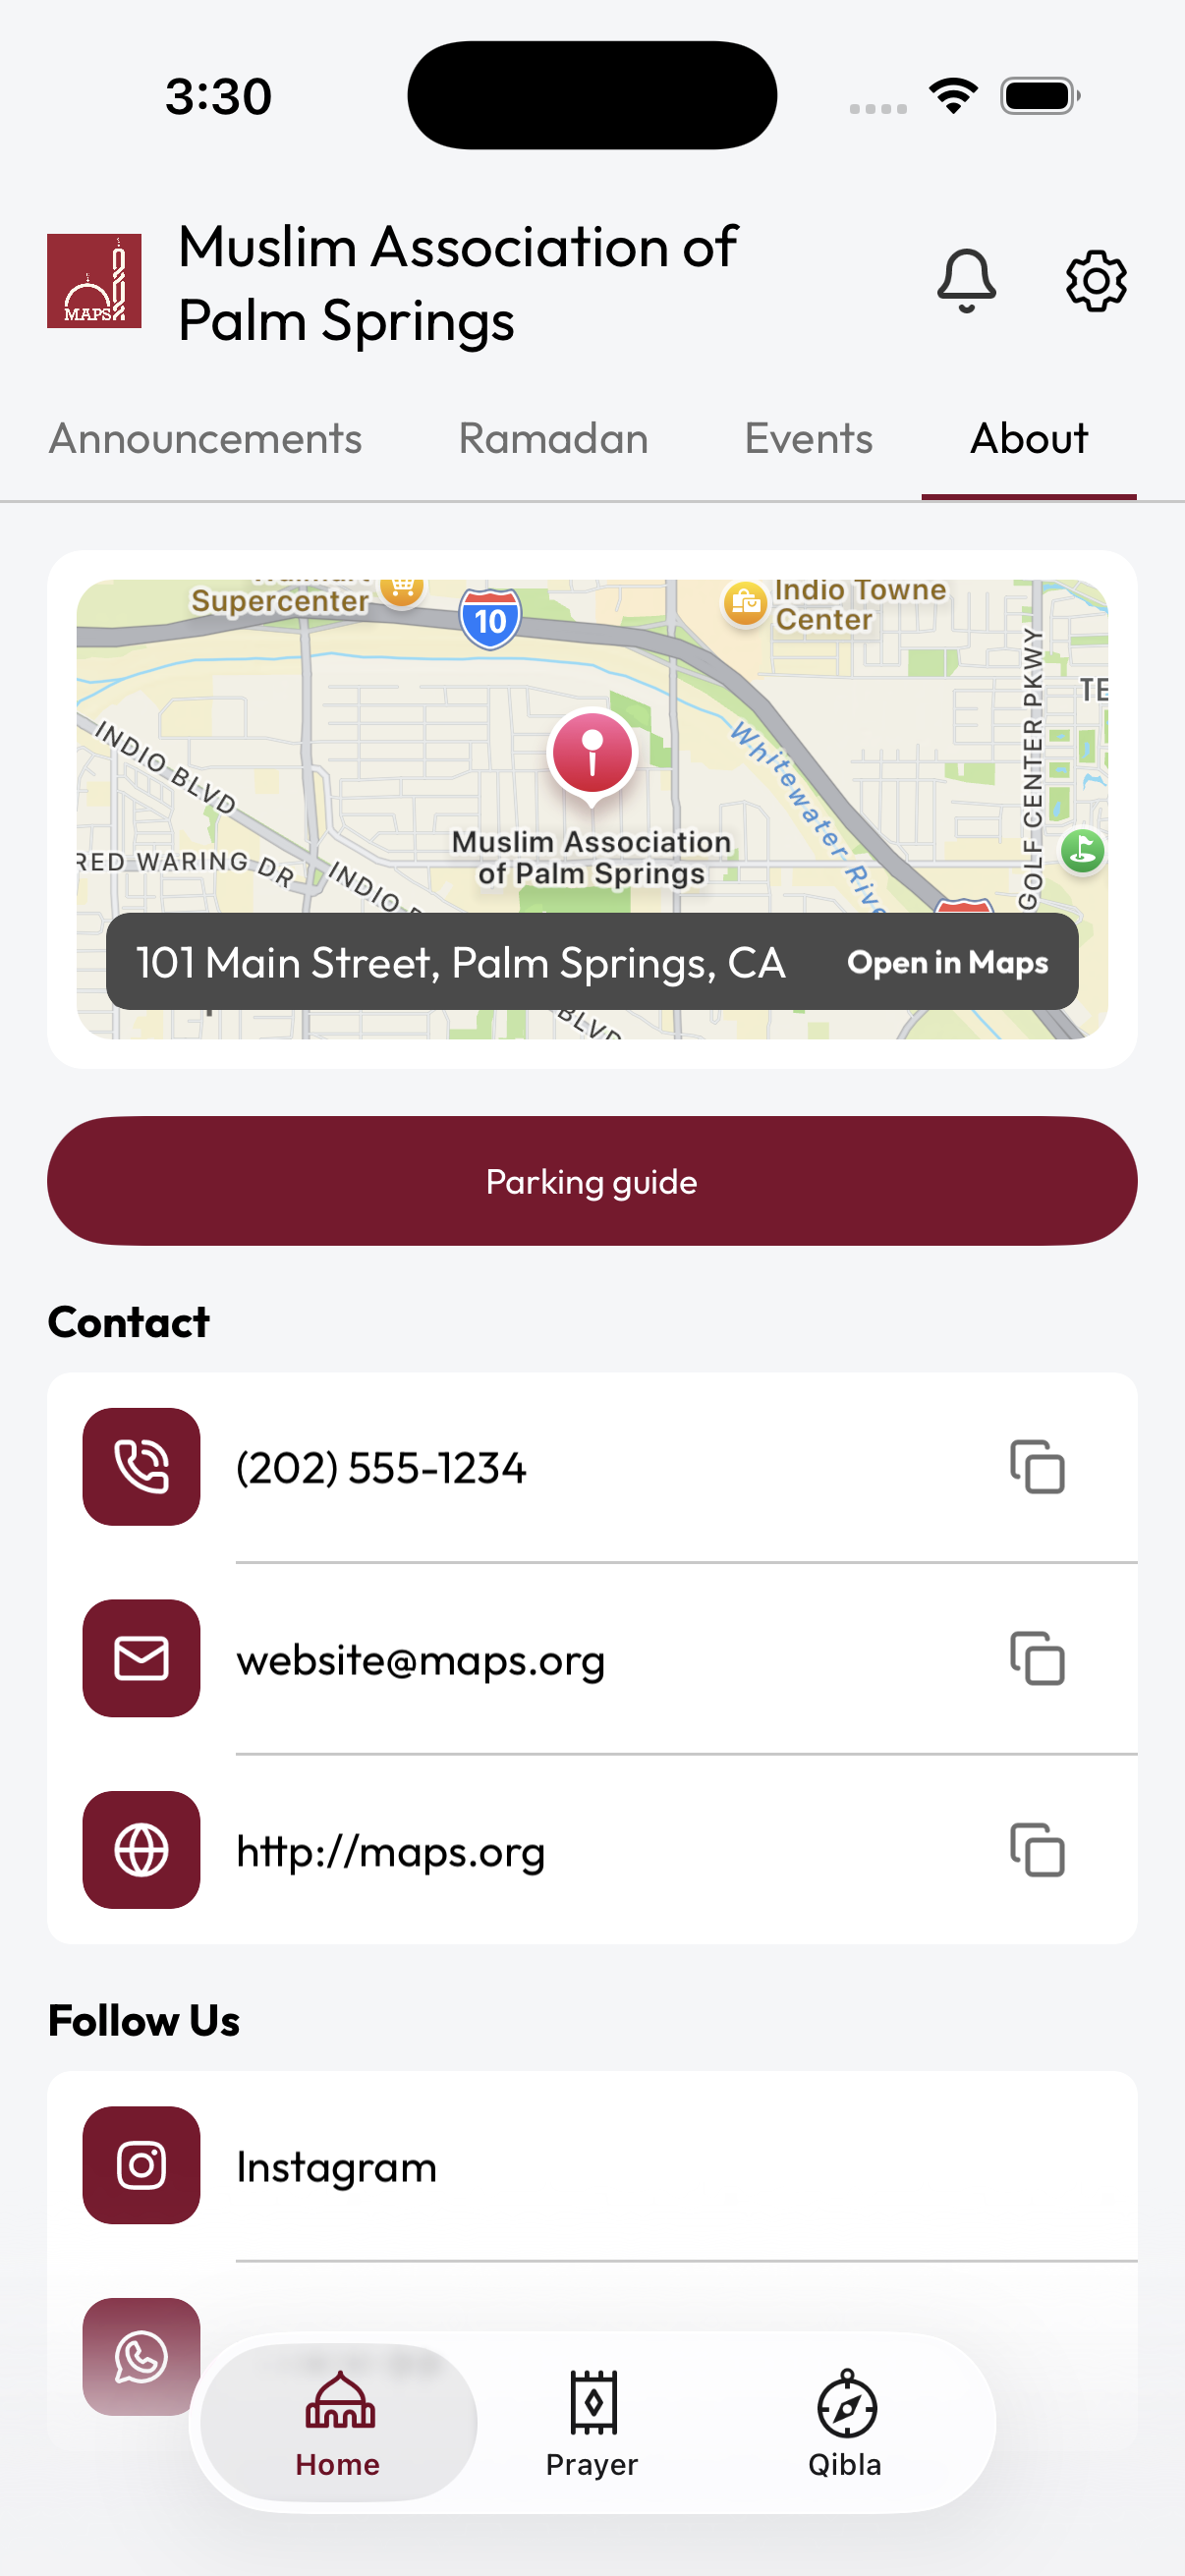 3:30
MAPS
Muslim Association of
Palm Springs
Announcements
Ramadan
Events
About
Supercenter
10
Indio Towne
Center
GOLF CENTER PKWY
TE
INDIO BLVD
Whitewater Rive
Muslim Association
of Palm Springs
RED WARING DR
INDIO
101 Main Street, Palm Springs, CA
Open in Maps
BLVD
Parking guide
Contact
(202) 555-1234
website@maps.org
http://maps.org
Follow Us
Instagram
Home
Prayer
Qibla